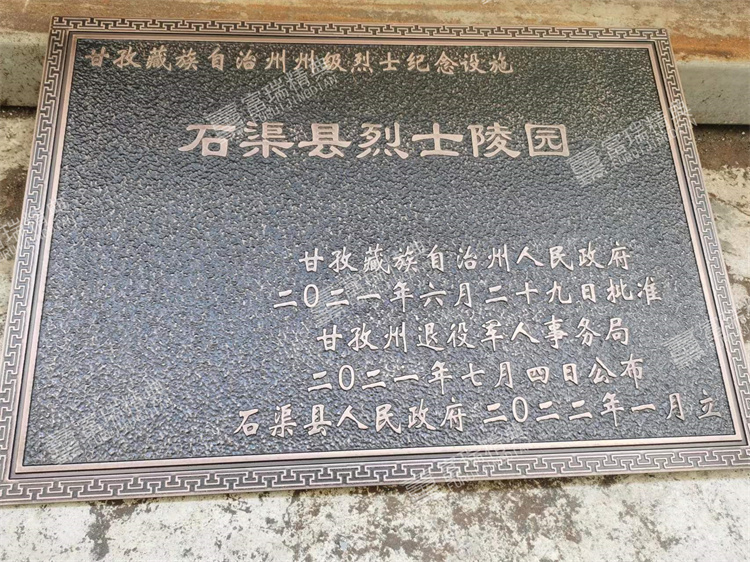 甘孜藏族自治州州级烈士纪念设施
石渠县烈士陵园
甘孜藏族自治州人民政府
二〇二一年六月二十九日批准
甘孜州退役军人事务局
二〇二一年七月四日公布
石渠县人民政府 二〇二二年一月立